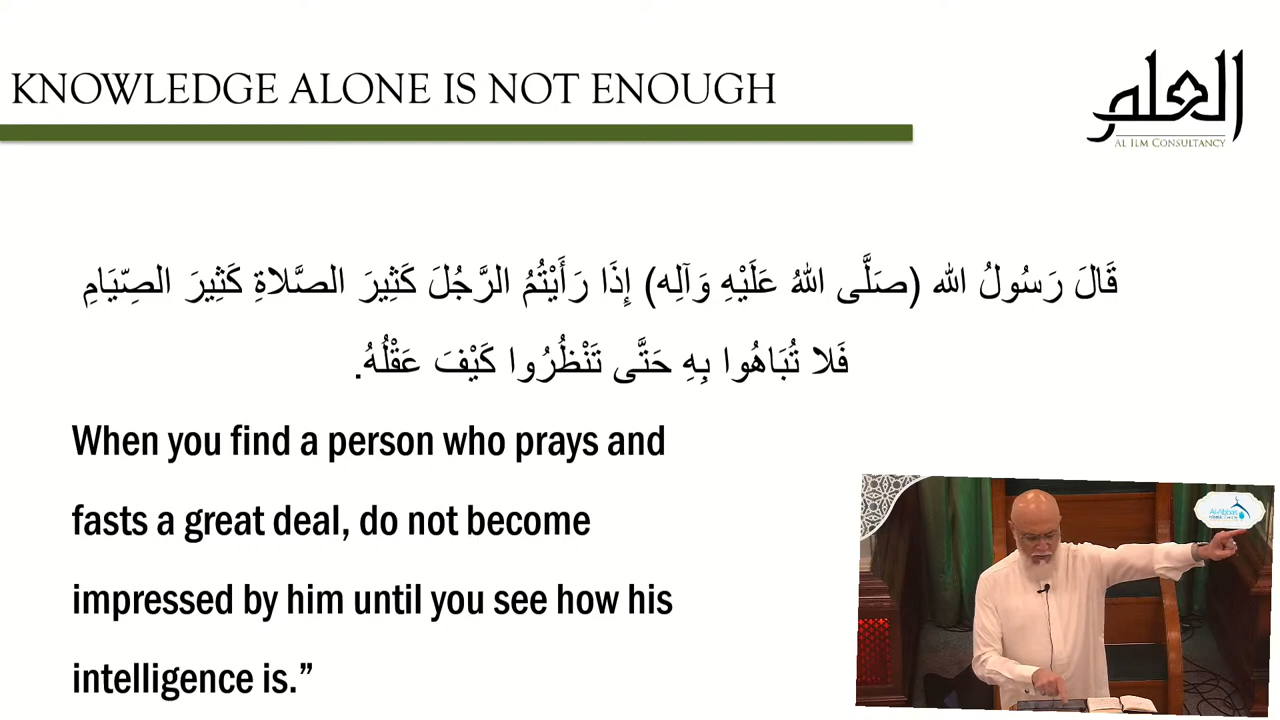 KNOWLEDGE ALONE IS NOT ENOUGH
العلم
AL ILM CONSULTANCY
قَالَ رَسُولُ الله (صَلَّى اللهُ عَلَيْهِ وَآلِه) إِذَا رَأَيْتُمُ الرَّجُلَ كَثِيرَ الصَّلاةِ كَثِيرَ الصِّيَامِ
فَلا تُبَاهُوا بِهِ حَتَّى تَنْظُرُوا كَيْفَ عَقْلُهُ.
When you find a person who prays and
fasts a great deal, do not become
impressed by him until you see how his
intelligence is.”
Al-Abbas